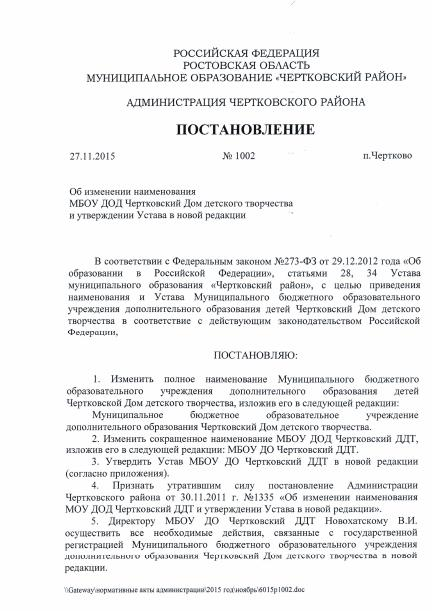 РОССИЙСКАЯ ФЕДЕРАЦИЯ
РОСТОВСКАЯ ОБЛАСТЬ
МУНИЦИПАЛЬНОЕ ОБРАЗОВАНИЕ «ЧЕРТКОВСКИЙ РАЙОН»
АДМИНИСТРАЦИЯ ЧЕРТКОВСКОГО РАЙОНА
ПОСТАНОВЛЕНИЕ
27.11.2015 № 1002 п.Чертково
Об изменении наименования
МБОУ ДОД Чертковский Дом детского творчества
и утверждении Устава в новой редакции
В соответствии с Федеральным законом №273-ФЗ от 29.12.2012 года «Об
образовании в Российской Федерации», статьями 28, 34 Устава
муниципального образования «Чертковский район», с целью приведения
наименования и Устава Муниципального бюджетного образовательного
учреждения дополнительного образования детей Чертковский Дом детского
творчества в соответствие с действующим законодательством Российской
Федерации,
ПОСТАНОВЛЯЮ:
1. Изменить полное наименование Муниципального бюджетного
образовательного учреждения дополнительного образования детей
Чертковский Дом детского творчества, изложив его в следующей редакции:
Муниципальное бюджетное образовательное учреждение
дополнительного образования Чертковский Дом детского творчества.
2. Изменить сокращенное наименование МБОУ ДОД Чертковский ДДТ,
изложив его в следующей редакции: МБОУ ДО Чертковский ДДТ.
3. Утвердить Устав МБОУ ДО Чертковский ДДТ в новой редакции
(согласно приложения).
4. Признать утратившим силу постановление Администрации
Чертковского района от 30.11.2011 г. №1335 «Об изменении наименования
МОУ ДОД Чертковский ДДТ и утверждении Устава в новой редакции».
5. Директору МБОУ ДО Чертковский ДДТ Новохатскому В.И.
осуществить все необходимые действия, связанные с государственной
регистрацией Муниципального бюджетного образовательного учреждения
дополнительного образования Чертковский Дом детского творчества в новой
редакции.
\\Gateway\нормативные акты администрации\2015 год\ноябрь\6015p1002.doc